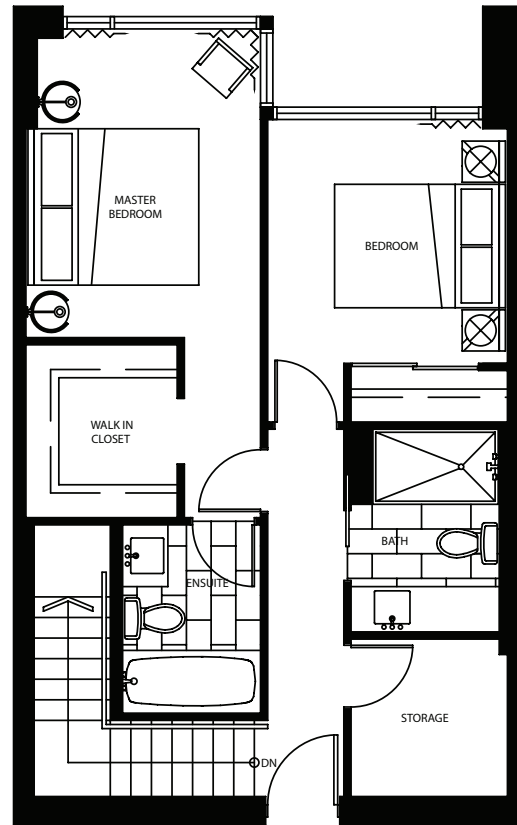 MASTER
BEDROOM
BEDROOM
WALK IN
CLOSET
BATH
ENSUITE
STORAGE
DN